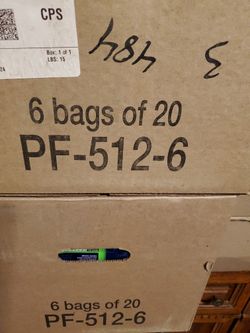 CPS
Box: 1 of 1
LBS: 15
484
3
6 bags of 20
PF-512-6
6 bags of 20
PF-512-6